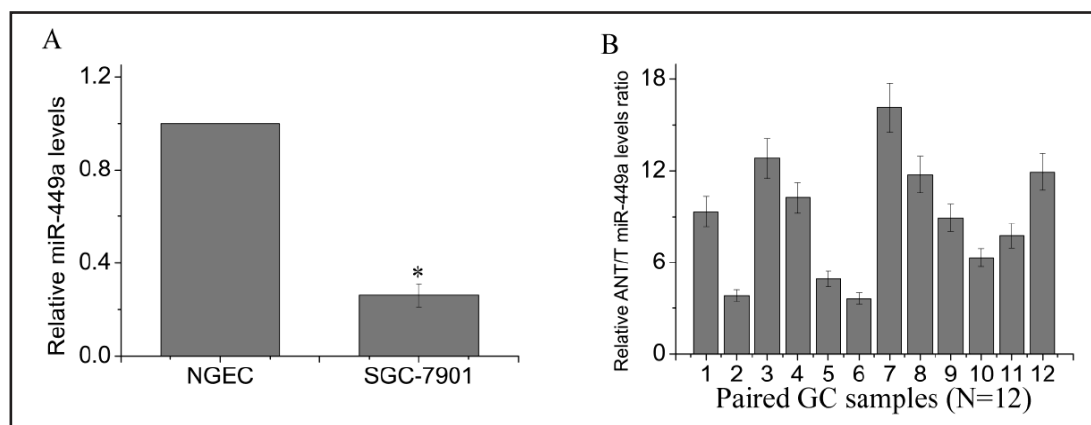 A
Relative miR-449a levels
1.2
0.8
0.4
0.0
*
NGEC SGC-7901
B
Relative ANT/T miR-449a levels ratio
18
12
6
0
1 2 3 4 5 6 7 8 9 10 11 12
Paired GC samples (N=12)